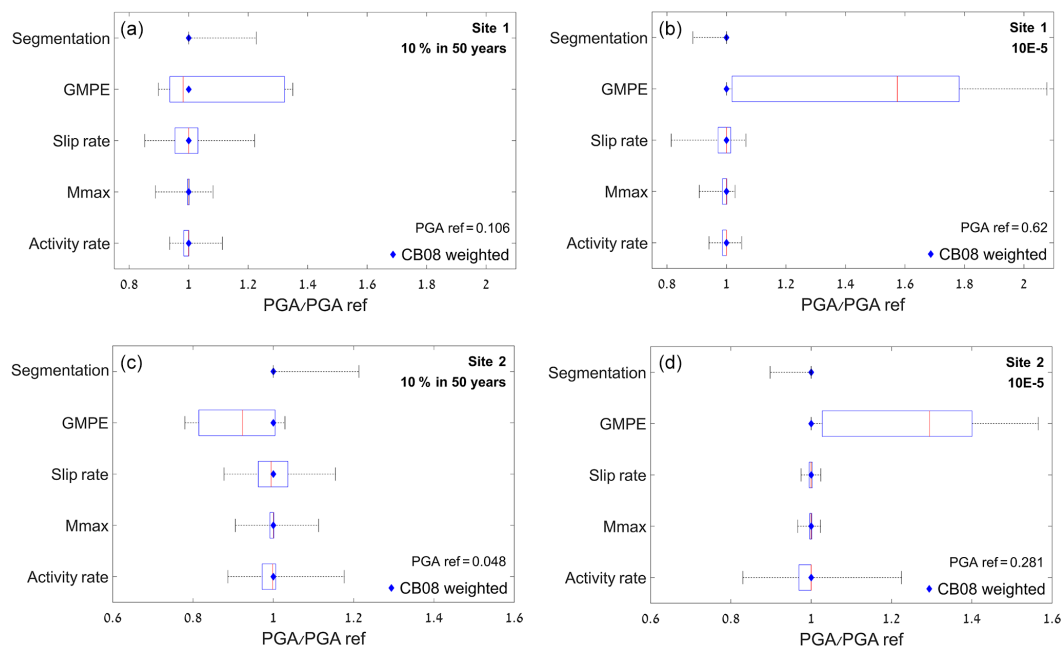 (a)
Site 1
10 % in 50 years
Segmentation
GMPE
Slip rate
Mmax
Activity rate
PGA ref = 0.106
CB08 weighted
0.8 1 1.2 1.4 1.6 1.8 2
PGA/PGA ref
(b)
Site 1
10E-5
Segmentation
GMPE
Slip rate
Mmax
Activity rate
PGA ref = 0.62
CB08 weighted
0.8 1 1.2 1.4 1.6 1.8 2
PGA/PGA ref
(c)
Site 2
10 % in 50 years
Segmentation
GMPE
Slip rate
Mmax
Activity rate
PGA ref = 0.048
CB08 weighted
0.6 0.8 1 1.2 1.4 1.6
PGA/PGA ref
(d)
Site 2
10E-5
Segmentation
GMPE
Slip rate
Mmax
Activity rate
PGA ref = 0.281
CB08 weighted
0.6 0.8 1 1.2 1.4 1.6
PGA/PGA ref